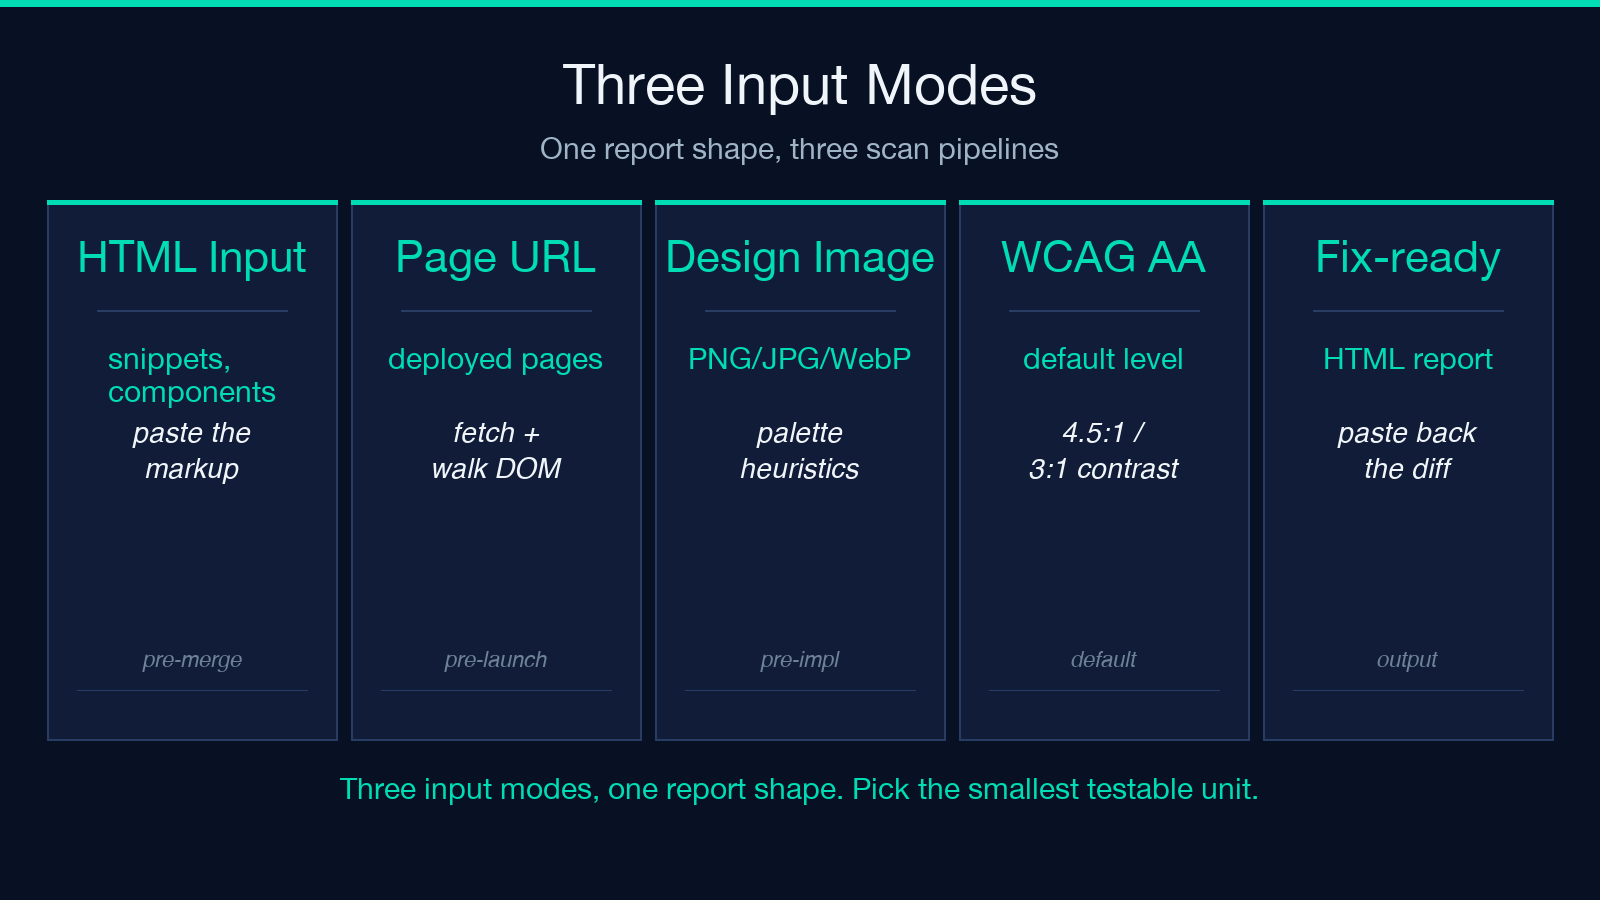 Three Input Modes
One report shape, three scan pipelines
HTML Input
snippets,
components
paste the
markup
pre-merge
Page URL
deployed pages
fetch +
walk DOM
pre-launch
Design Image
PNG/JPG/WebP
palette
heuristics
pre-impl
WCAG AA
default level
4.5:1 /
3:1 contrast
default
Fix-ready
HTML report
paste back
the diff
output
Three input modes, one report shape. Pick the smallest testable unit.